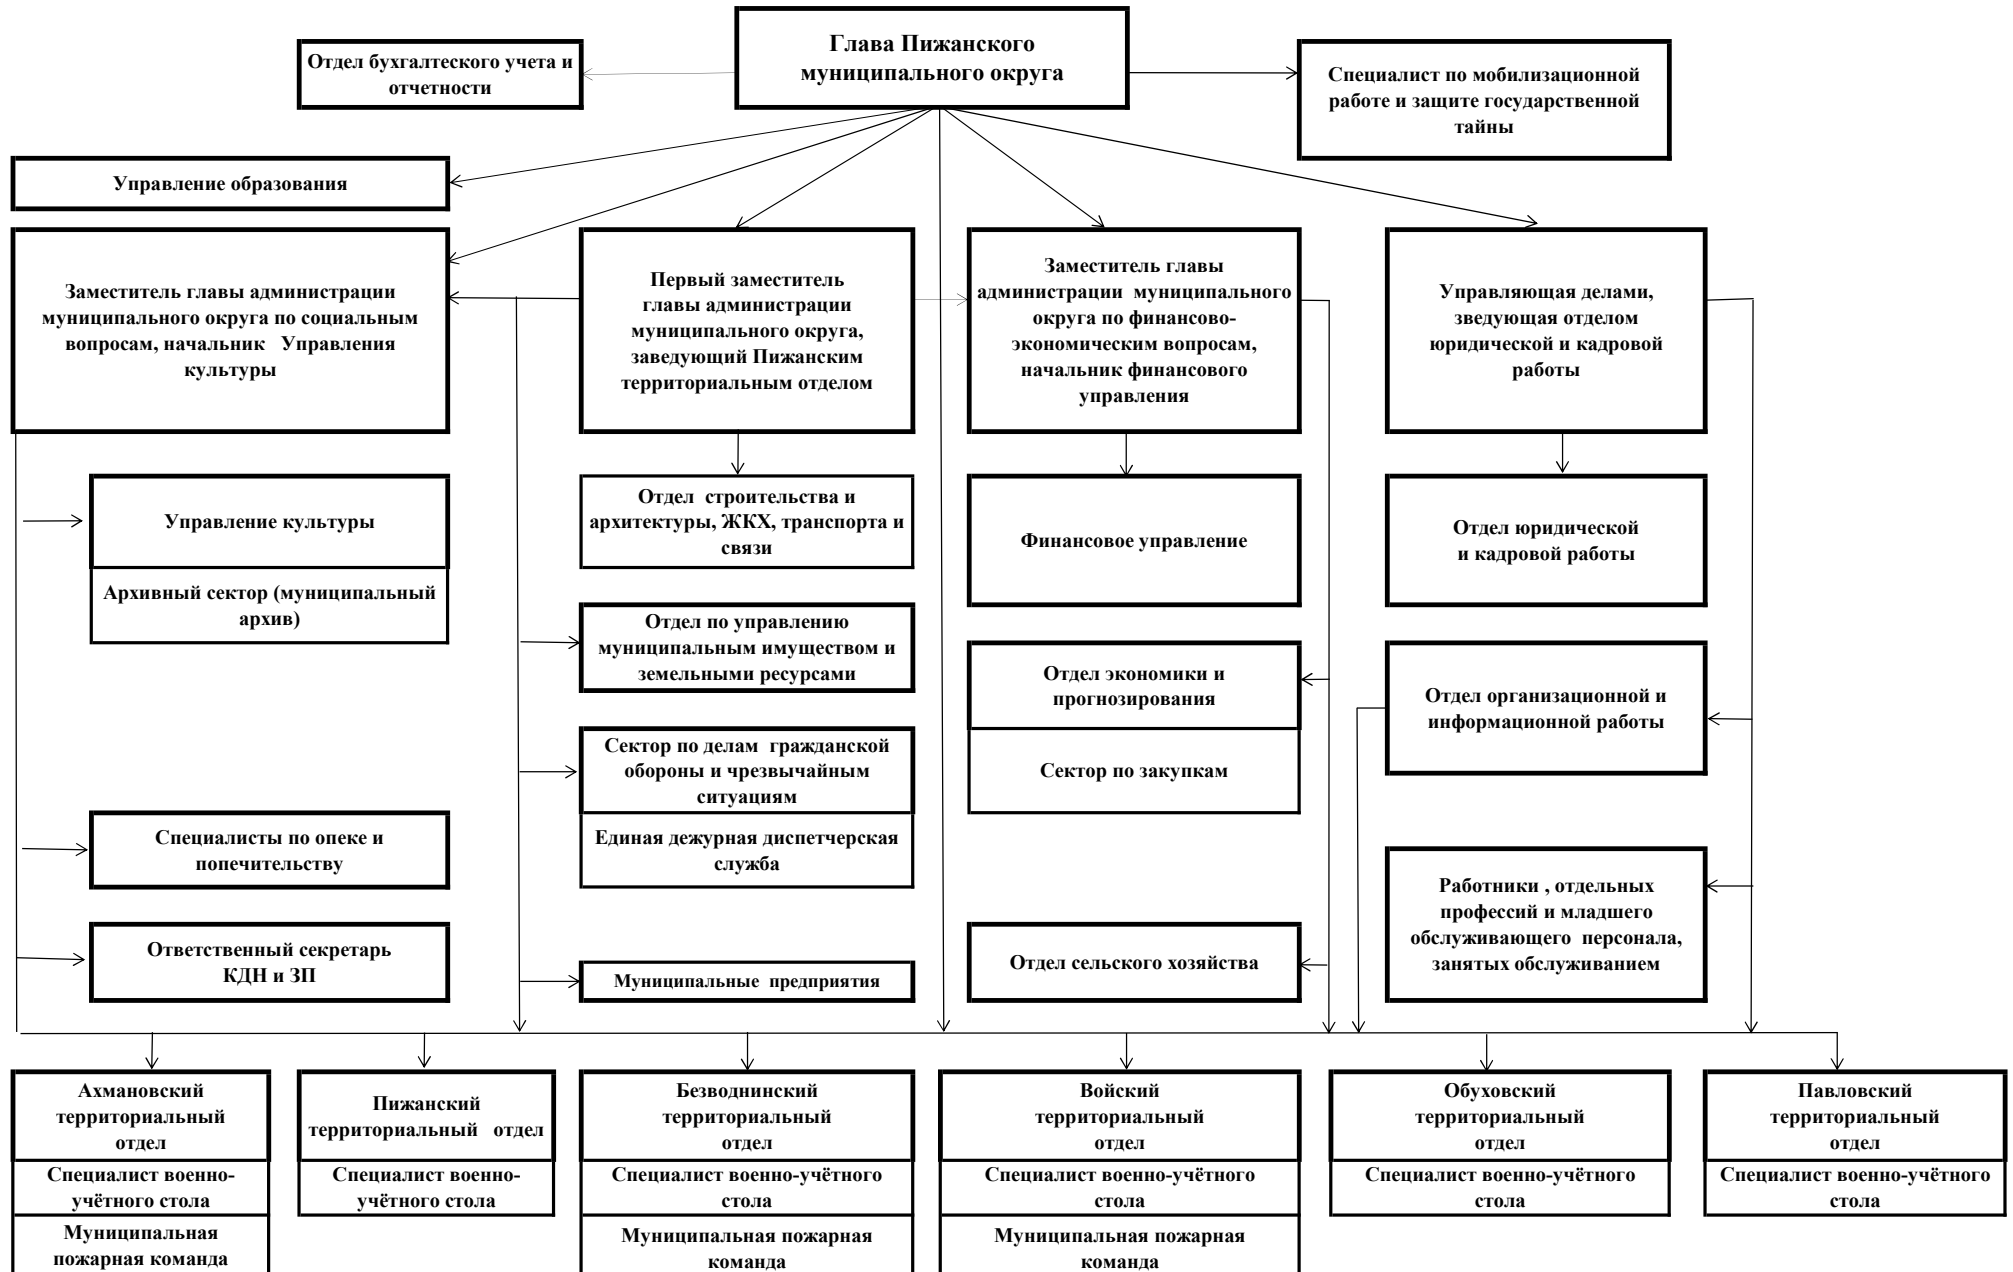 Глава Пижанского
муниципального округа
Отдел бухгалтеского учета и
отчетности
Специалист по мобилизационной
работе и защите государственной
тайны
Управление образования
Заместитель главы администрации
муниципального округа по социальным
вопросам, начальник Управления
культуры
Первый заместитель
главы администрации
муниципального округа,
заведующий Пижанским
территориальным отделом
Заместитель главы
администрации муниципального
округа по финансово-
экономическим вопросам,
начальник финансового
управления
Управляющая делами,
зведующая отделом
юридической и кадровой
работы
Управление культуры
Архивный сектор (муниципальный
архив)
Специалисты по опеке и
попечительству
Ответственный секретарь
КДН и ЗП
Отдел строительства и
архитектуры, ЖКХ, транспорта и
связи
Отдел по управлению
муниципальным имуществом и
земельными ресурсами
Сектор по делам гражданской
обороны и чрезвычайным
ситуациям
Единая дежурная диспетчерская
служба
Муниципальные предприятия
Финансовое управление
Отдел экономики и
прогнозирования
Сектор по закупкам
Отдел сельского хозяйства
Отдел юридической
и кадровой работы
Отдел организационной и
информационной работы
Работники , отдельных
профессий и младшего
обслуживающего персонала,
занятых обслуживанием
Ахмановский
территориальный
отдел
Специалист военно-
учётного стола
Муниципальная
пожарная команда
Пижанский
территориальный отдел
Специалист военно-
учётного стола
Безводнинский
территориальный
отдел
Специалист военно-учётного
стола
Муниципальная пожарная
команда
Войский
территориальный
отдел
Специалист военно-учётного
стола
Муниципальная пожарная
команда
Обуховский
территориальный
отдел
Специалист военно-учётного
стола
Павловский
территориальный
отдел
Специалист военно-учётного
стола